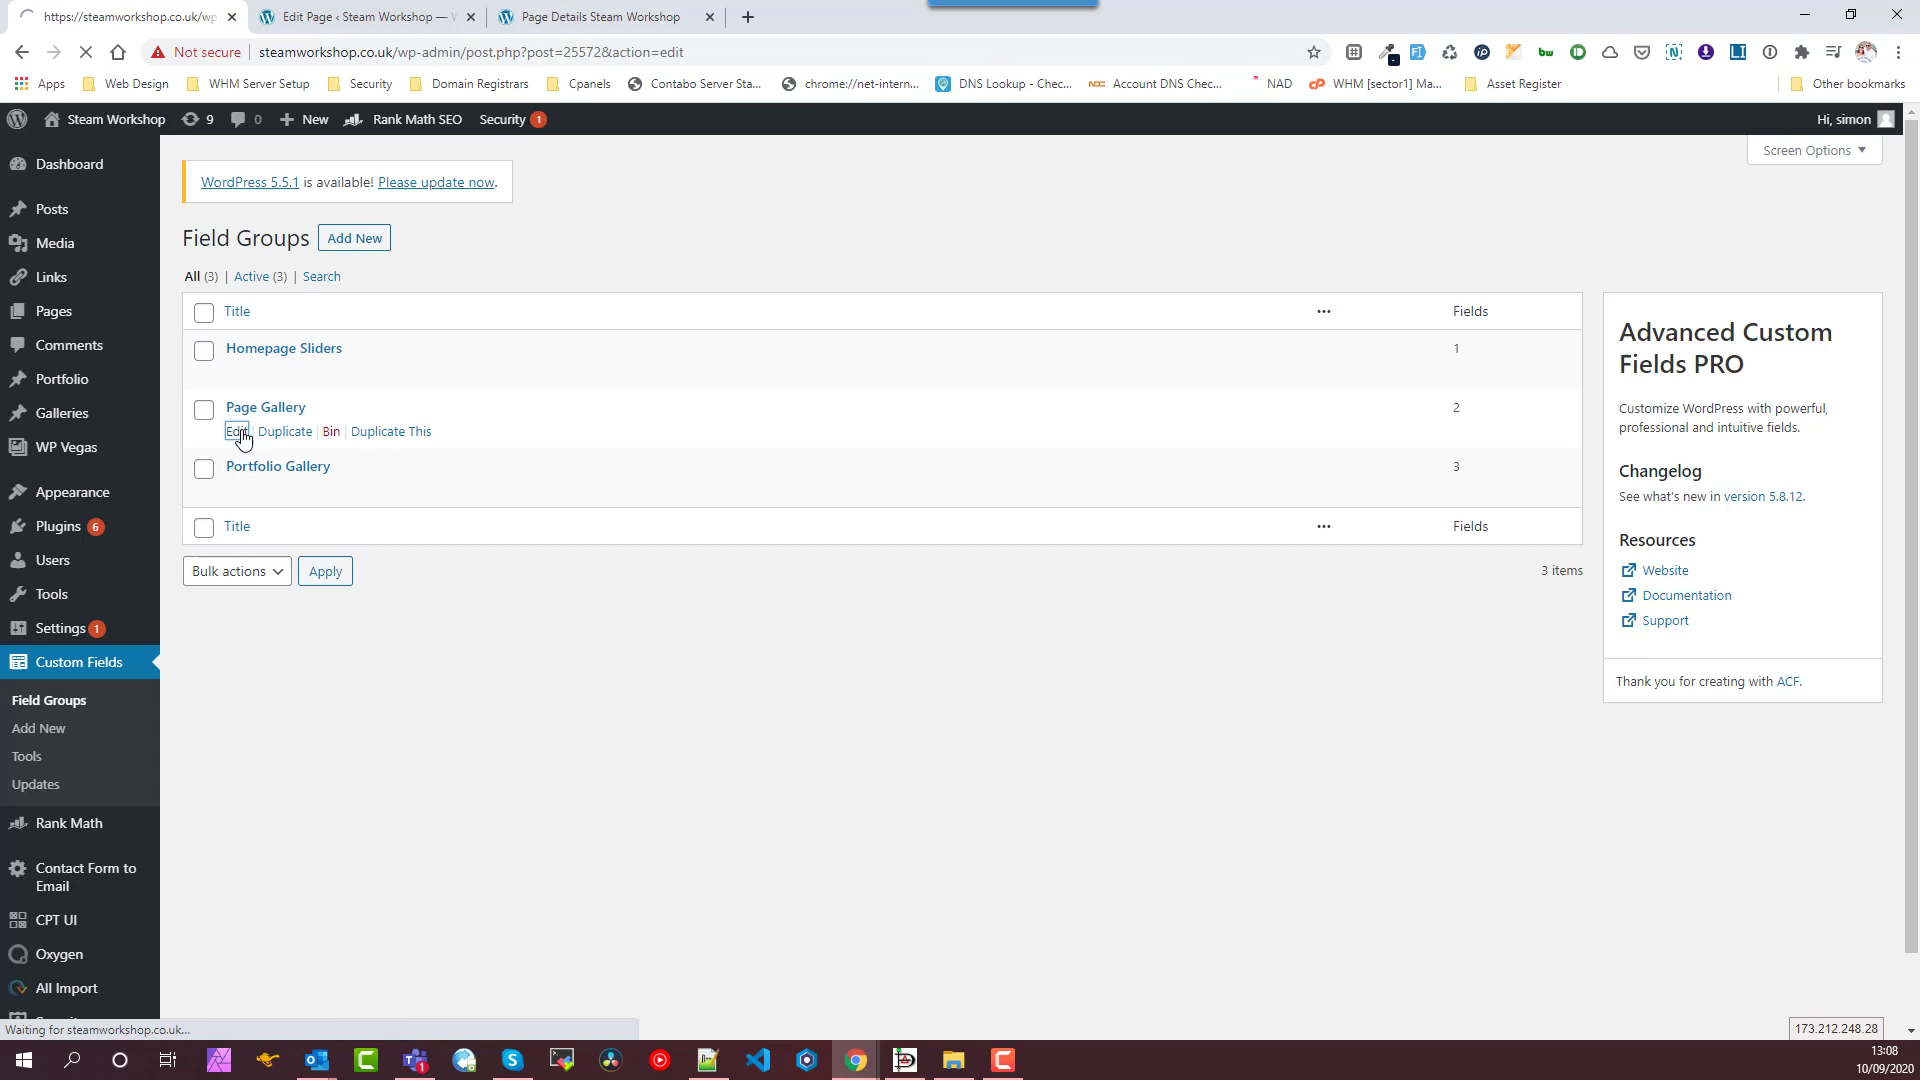 https://steamworkshop.co.uk/wp
Edit Page ‹ Steam Workshop — W
Page Details Steam Workshop
Not secure
steamworkshop.co.uk/wp-admin/post.php?post=25572&action=edit
Apps
Web Design
WHM Server Setup
Security
Domain Registrars
Cpanels
Contabo Server Sta...
chrome://net-intern...
DNS Lookup - Chec...
Account DNS Chec...
NAD
WHM [sector1] Ma...
Asset Register
Other bookmarks
Steam Workshop
9
0
New
Rank Math SEO
Security 1
Hi, simon
Screen Options
Dashboard
Posts
Media
Links
Pages
Comments
Portfolio
Galleries
WP Vegas
Appearance
Plugins 6
Users
Tools
Settings 1
Custom Fields
Field Groups
Add New
Tools
Updates
Rank Math
Contact Form to
Email
CPT UI
Oxygen
All Import
WordPress 5.5.1 is available! Please update now.
Field Groups
Add New
All (3) | Active (3) | Search
Title
Fields
Homepage Sliders
1
Page Gallery
2
Edit | Duplicate | Bin | Duplicate This
Portfolio Gallery
3
Title
Fields
Bulk actions
Apply
3 items
Advanced Custom
Fields PRO
Customize WordPress with powerful,
professional and intuitive fields.
Changelog
See what's new in version 5.8.12.
Resources
Website
Documentation
Support
Thank you for creating with ACF.
Waiting for steamworkshop.co.uk...
173.212.248.28
13:08
10/09/2020